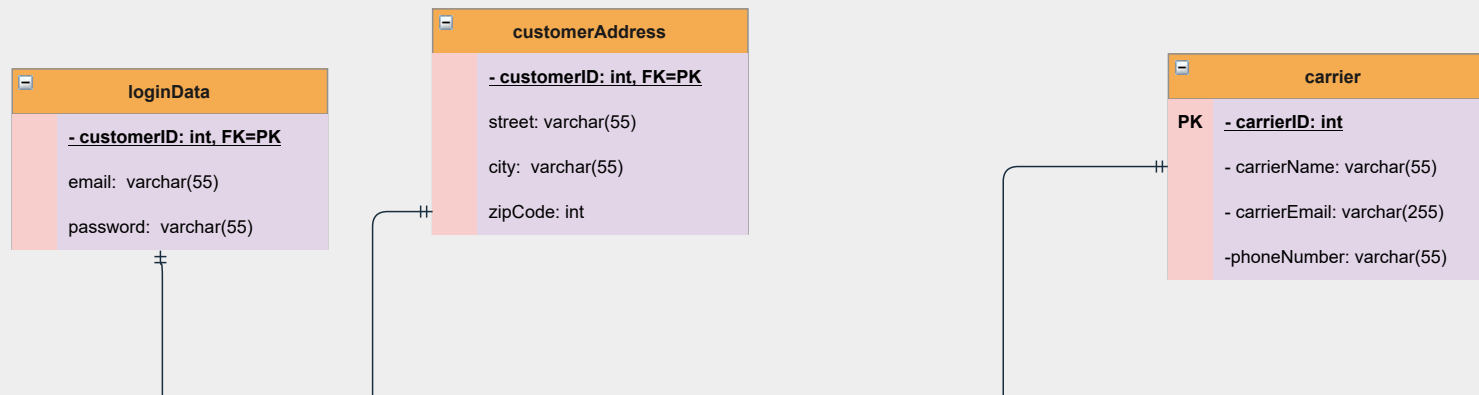 loginData
- customerID: int, FK=PK
email:  varchar(55)
password:  varchar(55)
customerAddress
- customerID: int, FK=PK
street: varchar(55)
city:  varchar(55)
zipCode: int
carrier
PK - carrierID: int
- carrierName: varchar(55)
- carrierEmail: varchar(255)
-phoneNumber: varchar(55)